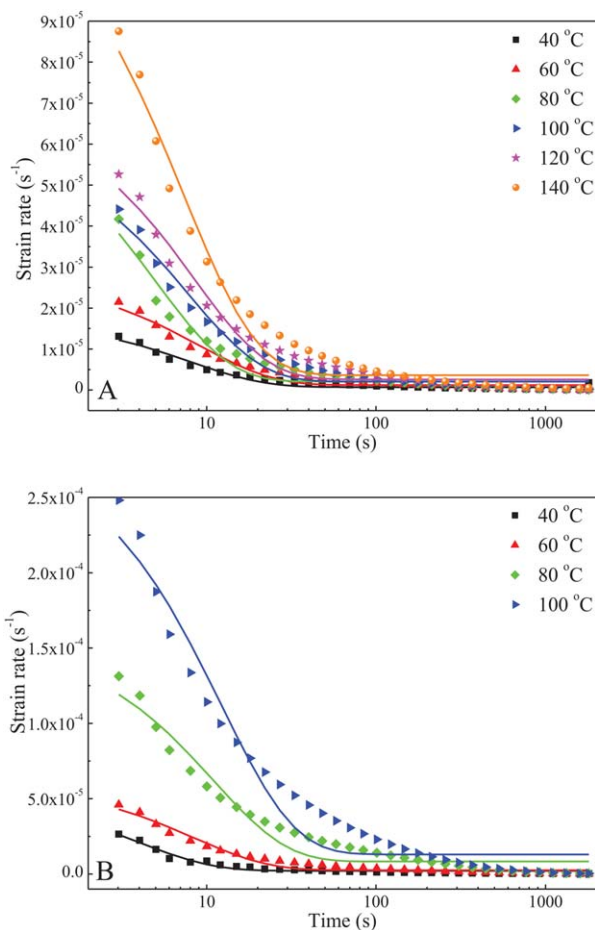 9x10⁻⁵
8x10⁻⁵
7x10⁻⁵
6x10⁻⁵
5x10⁻⁵
4x10⁻⁵
3x10⁻⁵
2x10⁻⁵
1x10⁻⁵
0
Strain rate (s⁻¹)
40 °C
60 °C
80 °C
100 °C
120 °C
140 °C
A
10
100
1000
Time (s)
2.5x10⁻⁴
2.0x10⁻⁴
1.5x10⁻⁴
1.0x10⁻⁴
5.0x10⁻⁵
0.0
Strain rate (s⁻¹)
40 °C
60 °C
80 °C
100 °C
B
10
100
1000
Time (s)